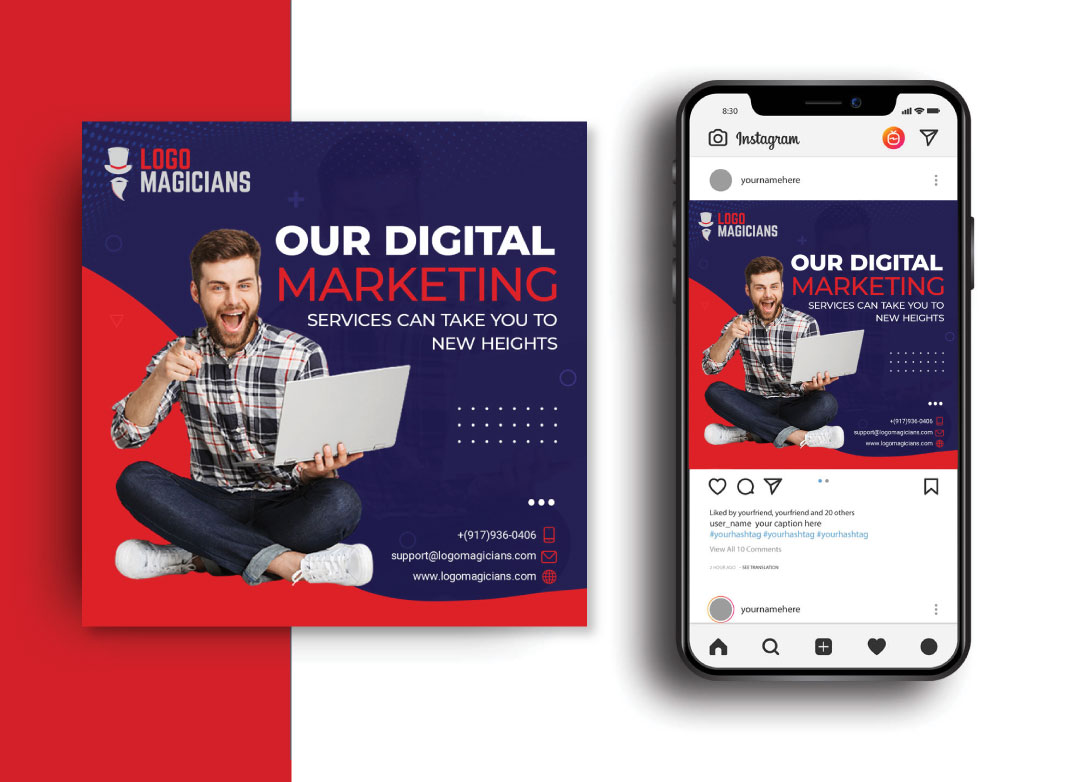 LOGO
MAGICIANS
OUR DIGITAL
MARKETING
SERVICES CAN TAKE YOU TO
NEW HEIGHTS
+(917)936-0406
support@logomagicians.com
www.logomagicians.com
8:30
Instagram
yournamehere
LOGO
MAGICIANS
OUR DIGITAL
MARKETING
SERVICES CAN TAKE YOU TO
NEW HEIGHTS
+(917)936-0406
support@logomagicians.com
www.logomagicians.com
Liked by yourfriend, yourfriend and 20 others
user_name your caption here
#yourhashtag #yourhashtag #yourhashtag
View All 10 Comments
2 HOUR AGO • SEE TRANSLATION
yournamehere